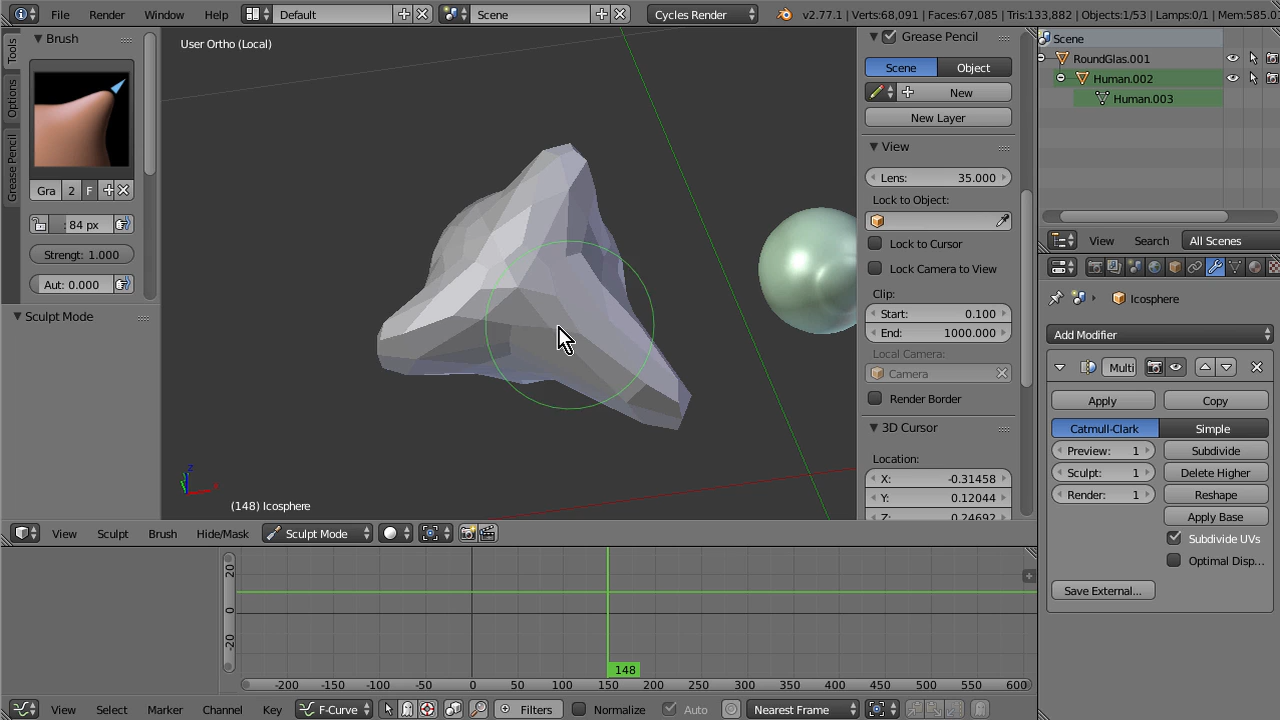 File Render Window Help Default Scene Cycles Render v2.77.1 | Verts:68,091 | Faces:67,085 | Tris:133,882 | Objects:1/53 | Lamps:0/1 | Mem:585.0
Brush
Tools
Options
Grease Pencil
Gra 2 F
: 84 px
Strengt: 1.000
Aut: 0.000
Sculpt Mode
User Ortho (Local)
z
x
(148) Icosphere
Grease Pencil
Scene Object
New
New Layer
View
Lens: 35.000
Lock to Object:
Lock to Cursor
Lock Camera to View
Clip:
Start: 0.100
End: 1000.000
Local Camera:
Camera
Render Border
3D Cursor
Location:
X: -0.31458
Y: 0.12044
Z: 0.24692
Scene
RoundGlas.001
Human.002
Human.003
View Search All Scenes
Icosphere
Add Modifier
Multi
Apply Copy
Catmull-Clark Simple
Preview: 1 Subdivide
Sculpt: 1 Delete Higher
Render: 1 Reshape
Apply Base
Subdivide UVs
Optimal Disp...
Save External...
View Sculpt Brush Hide/Mask Sculpt Mode
20
0
-20
148
-200 -150 -100 -50 0 50 100 150 200 250 300 350 400 450 500 550 600
View Select Marker Channel Key F-Curve Filters Normalize Auto Nearest Frame